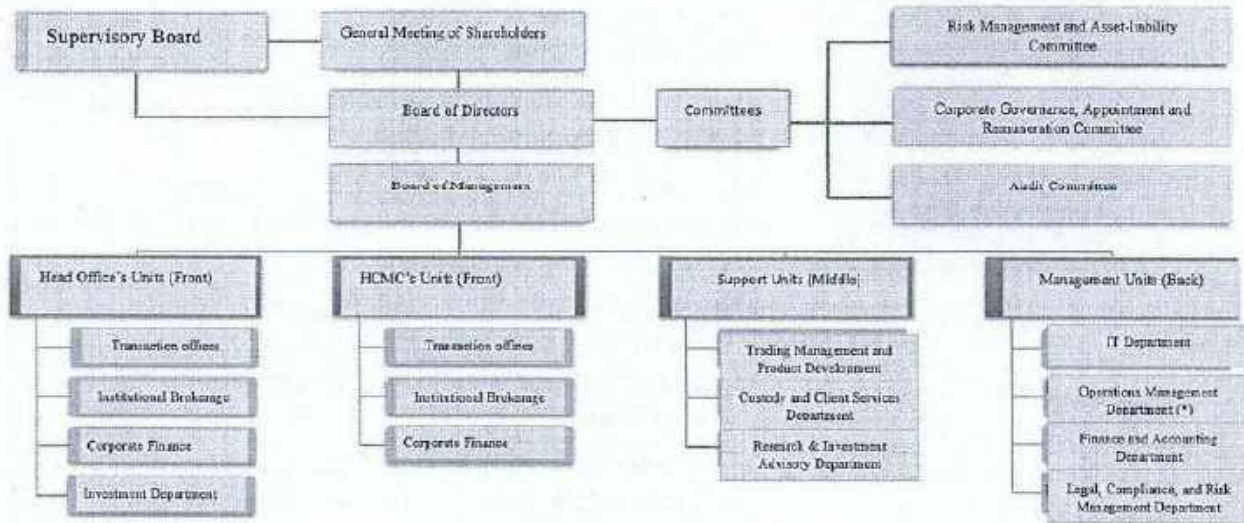 Supervisory Board
General Meeting of Shareholders
Risk Management and Asset-liability
Committee
Board of Directors
Committees
Corporate Governance, Appointment and
Remuneration Committee
Board of Management
Audit Committee
Head Office's Units (Front)
HCMC's Units (Front)
Support Units (Middle)
Management Units (Back)
Transaction offices
Institutional Brokerage
Corporate Finance
Investment Department
Transaction offices
Institutional Brokerage
Corporate Finance
Trading Management and
Product Development
Custody and Client Services
Department
Research & Investment
Advisory Department
IT Department
Operations Management
Department (*)
Finance and Accounting
Department
Legal, Compliance, and Risk
Management Department